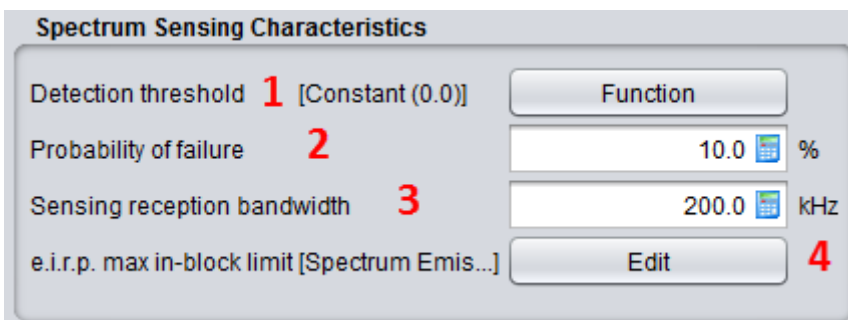 Spectrum Sensing Characteristics
Detection threshold 1 [Constant (0.0)] Function
Probability of failure 2 10.0 %
Sensing reception bandwidth 3 200.0 kHz
e.i.r.p. max in-block limit [Spectrum Emis...] Edit 4